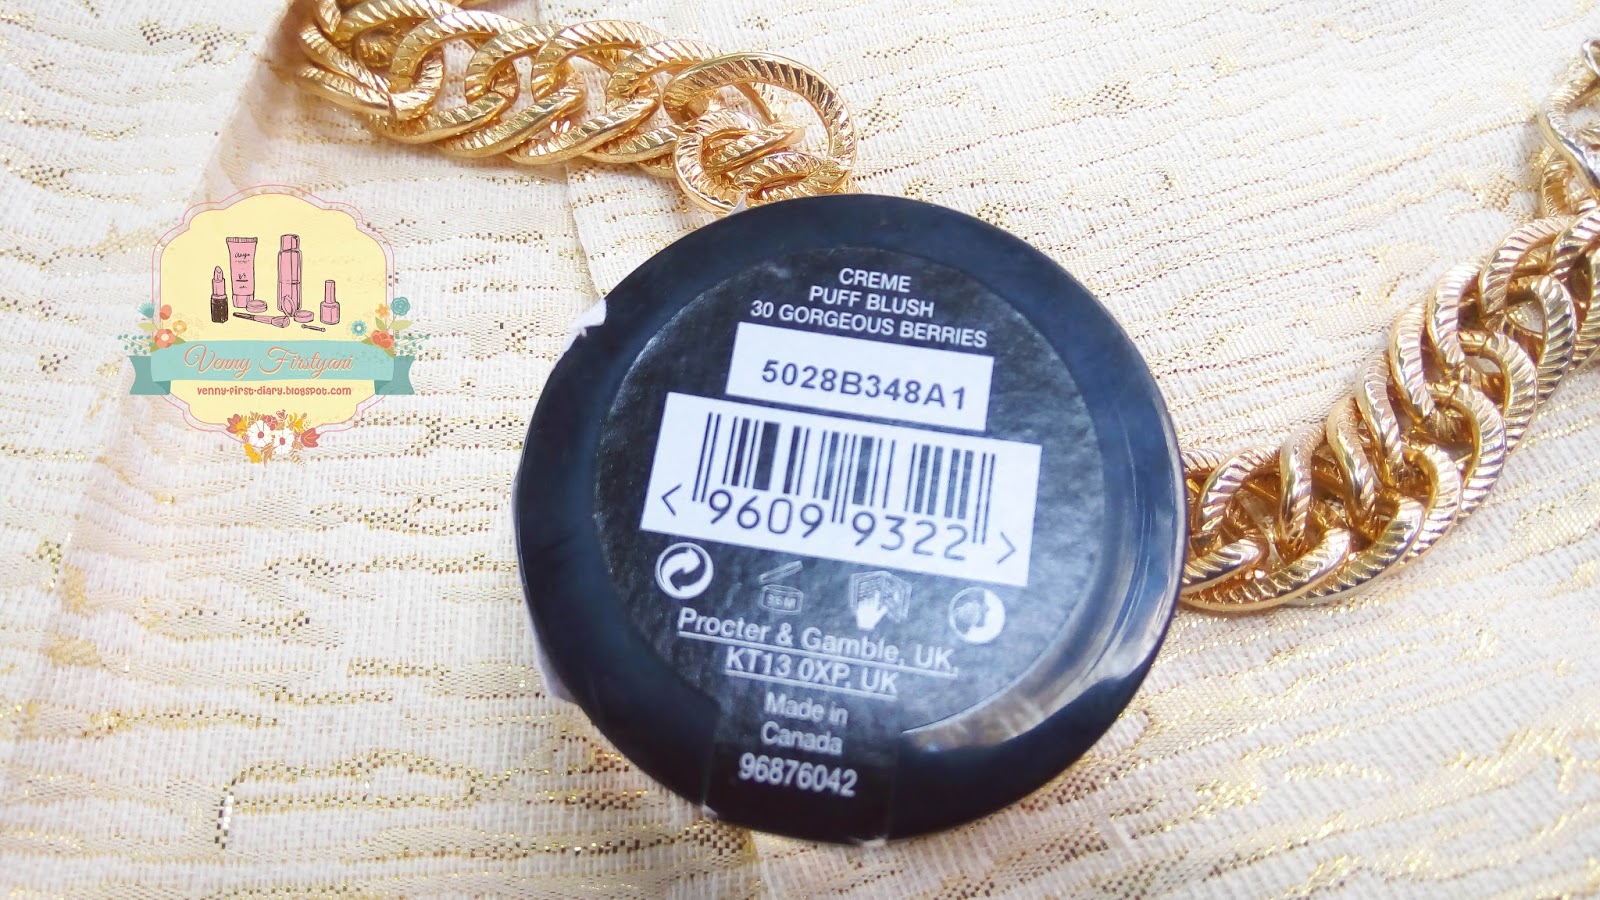 CREME
PUFF BLUSH
30 GORGEOUS BERRIES
5028B348A1
< 9609 9322 >
36M
Procter & Gamble, UK,
KT13 0XP, UK
Made in
Canada
96876042
Venny Firstyani
venny-first-diary.blogspot.com